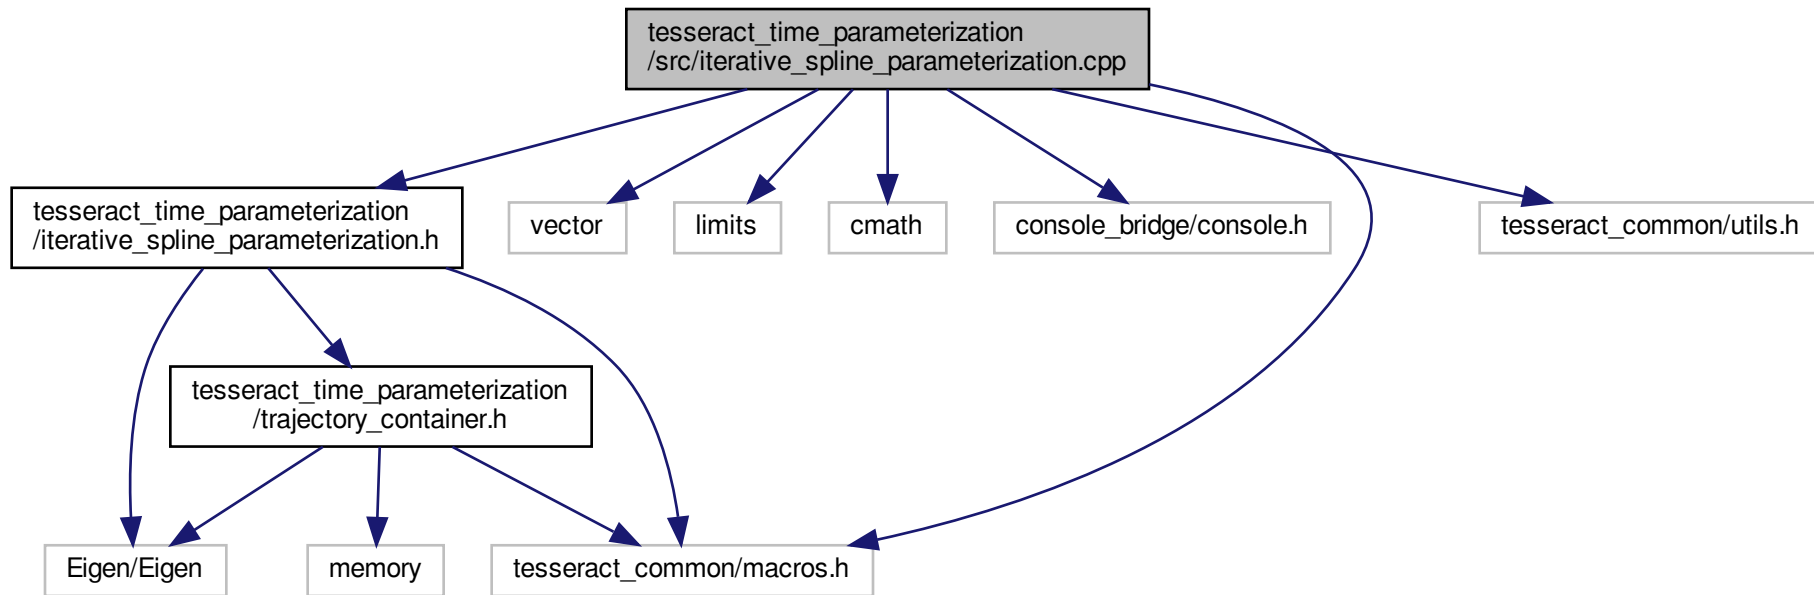 tesseract_time_parameterization
/src/iterative_spline_parameterization.cpp
tesseract_time_parameterization
/iterative_spline_parameterization.h
vector
limits
cmath
console_bridge/console.h
tesseract_common/utils.h
tesseract_time_parameterization
/trajectory_container.h
Eigen/Eigen
memory
tesseract_common/macros.h